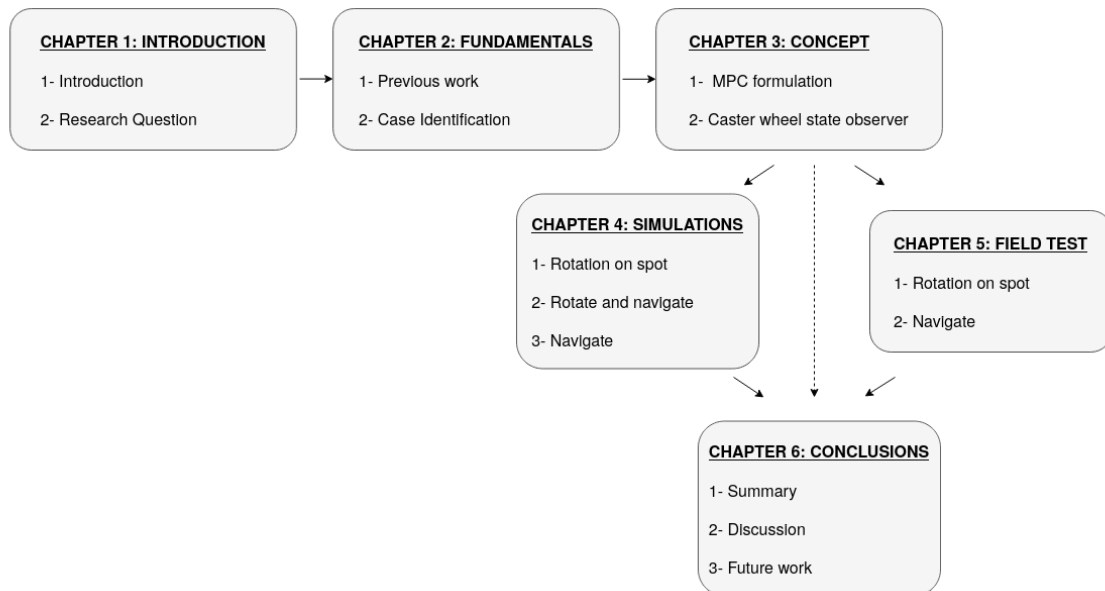 CHAPTER 1: INTRODUCTION
1- Introduction
2- Research Question
CHAPTER 2: FUNDAMENTALS
1- Previous work
2- Case Identification
CHAPTER 3: CONCEPT
1- MPC formulation
2- Caster wheel state observer
CHAPTER 4: SIMULATIONS
1- Rotation on spot
2- Rotate and navigate
3- Navigate
CHAPTER 5: FIELD TEST
1- Rotation on spot
2- Navigate
CHAPTER 6: CONCLUSIONS
1- Summary
2- Discussion
3- Future work